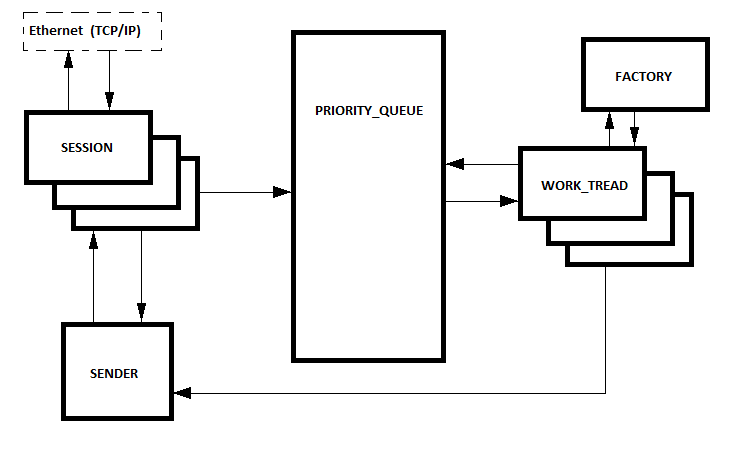 Ethernet (TCP/IP)
FACTORY
PRIORITY_QUEUE
SESSION
WORK_TREAD
SENDER